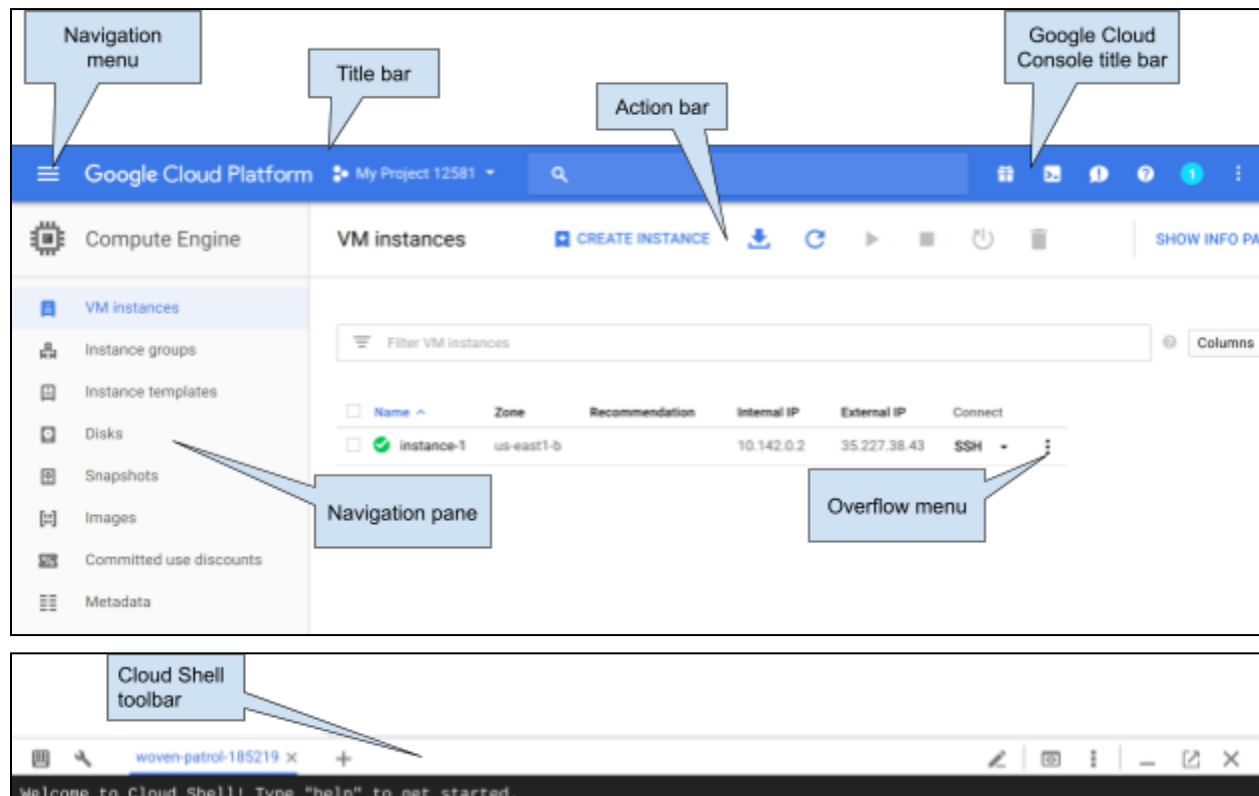 Navigation
menu
Title bar
Action bar
Google Cloud
Console title bar
Google Cloud Platform My Project 12581 1
Compute Engine VM instances CREATE INSTANCE SHOW INFO PA
VM instances
Instance groups
Instance templates
Disks
Snapshots
Images
Committed use discounts
Metadata
Filter VM instances Columns
Name Zone Recommendation Internal IP External IP Connect
instance-1 us-east1-b 10.142.0.2 35.227.38.43 SSH
Navigation pane
Overflow menu
Cloud Shell
toolbar
woven-patrol-185219
Welcome to Cloud Shell! Type "help" to get started.